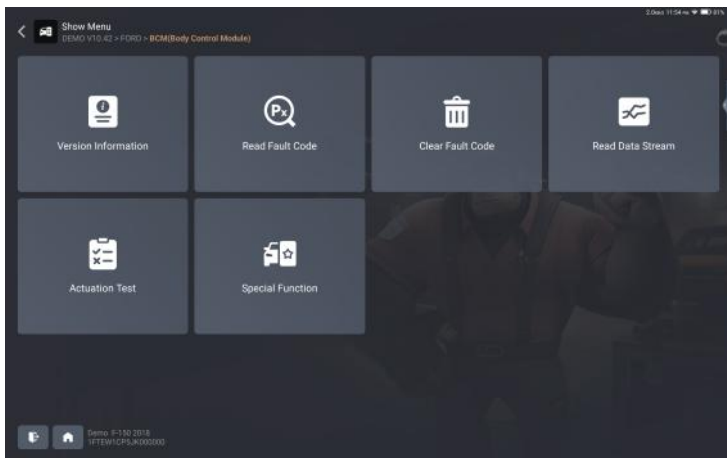 Show Menu
DEMO V10.42 > FORD > BCM(Body Control Module)
Version Information
Read Fault Code
Clear Fault Code
Read Data Stream
Actuation Test
Special Function
Demo F-150 2018